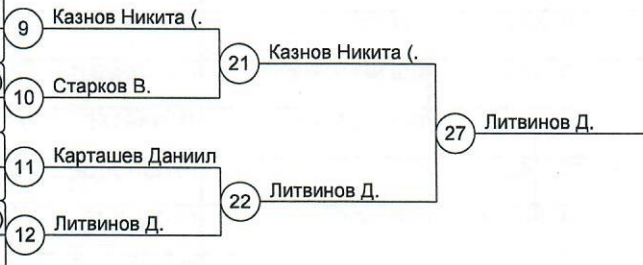 9 Казнов Никита (.
21 Казнов Никита (.
10 Старков В.
27 Литвинов Д.
11 Карташев Даниил
22 Литвинов Д.
12 Литвинов Д.